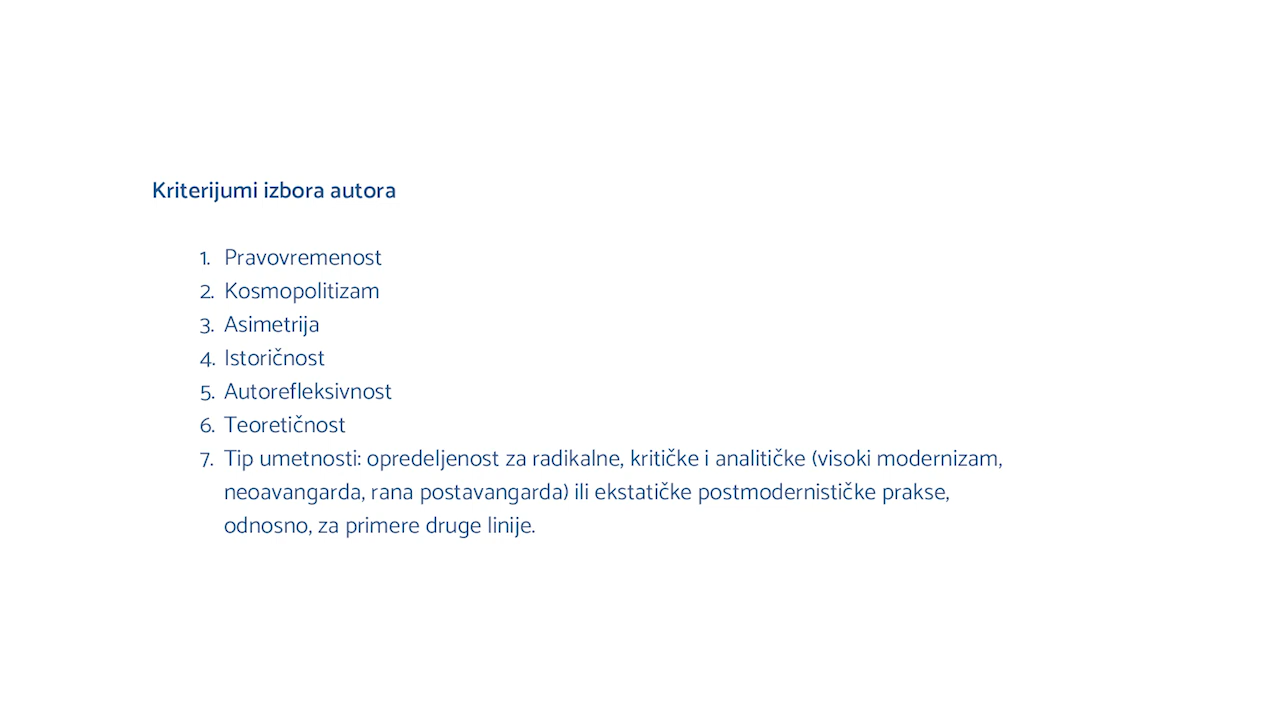 Kriterijumi izbora autora
1. Pravovremenost
2. Kosmopolitizam
3. Asimetrija
4. Istoričnost
5. Autorefleksivnost
6. Teoretičnost
7. Tip umetnosti: opredeljenost za radikalne, kritičke i analitičke (visoki modernizam,
neoavangarda, rana postavangarda) ili ekstatičke postmodernističke prakse,
odnosno, za primere druge linije.